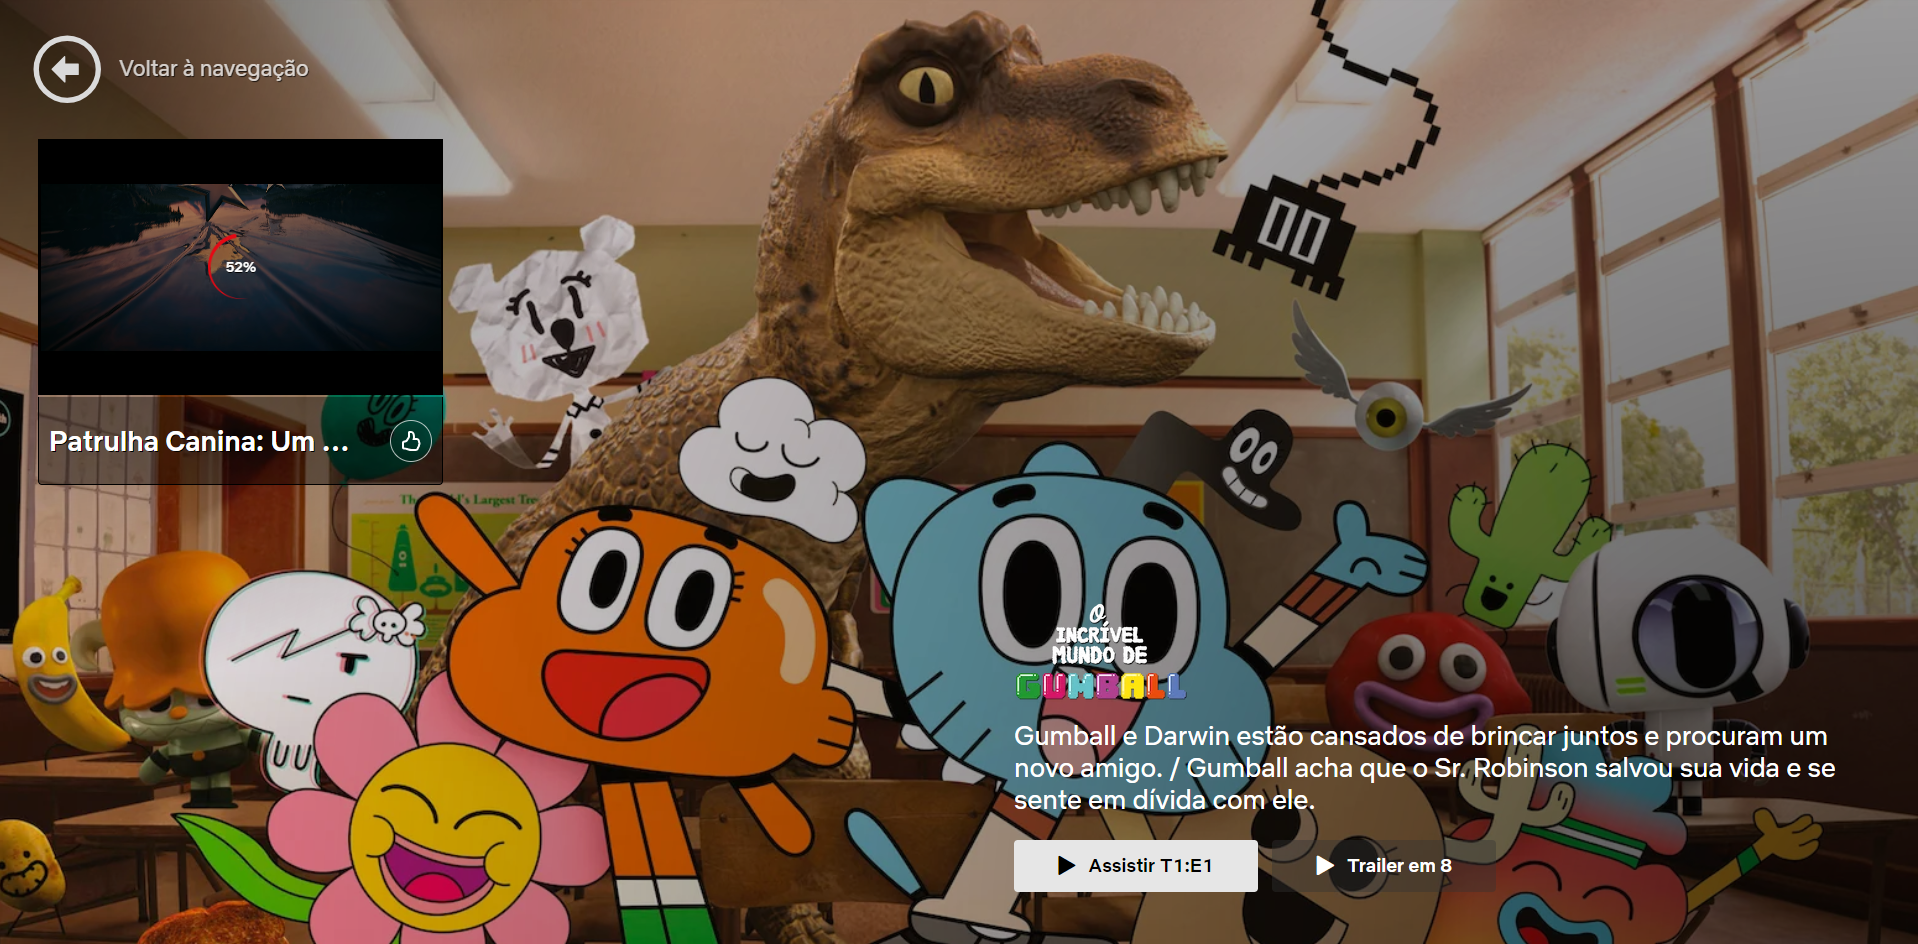 Voltar à navegação
52%
Patrulha Canina: Um ...
O
INCRÍVEL
MUNDO DE
GUMBALL
Gumball e Darwin estão cansados de brincar juntos e procuram um
novo amigo. / Gumball acha que o Sr. Robinson salvou sua vida e se
sente em dívida com ele.
Assistir T1:E1
Trailer em 8
's Largest Tre